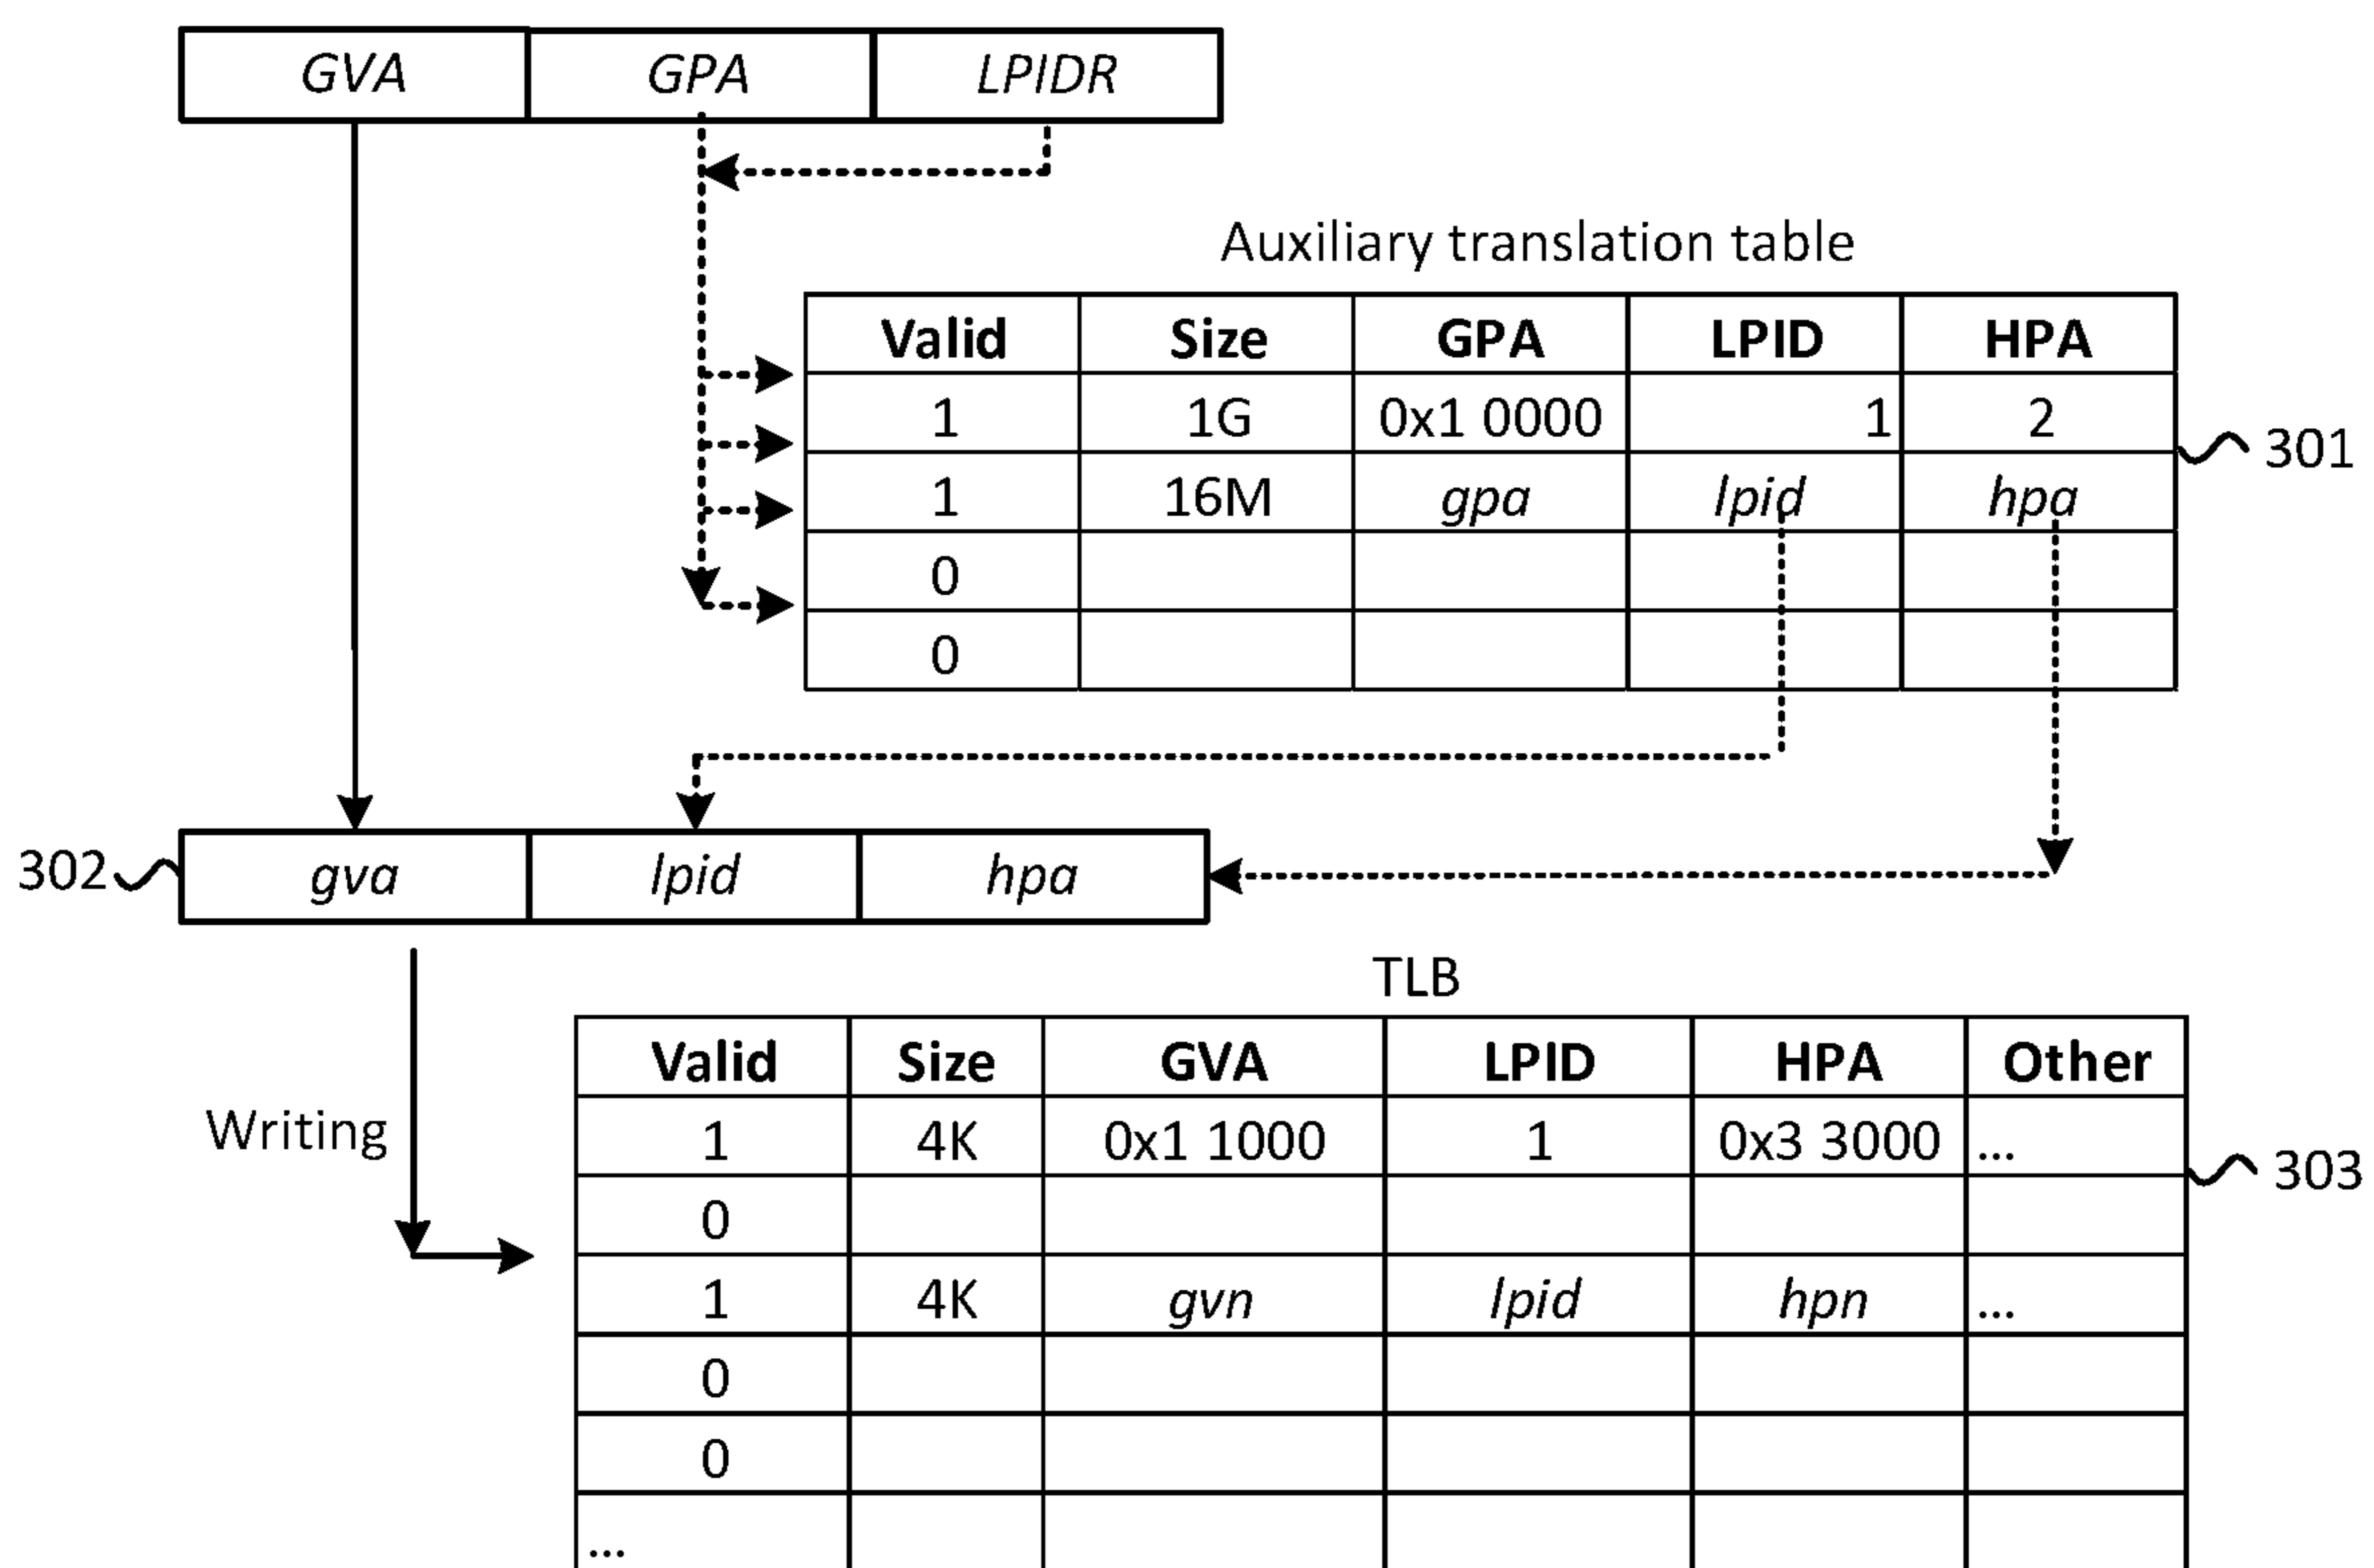 GVA GPA LPIDR
Auxiliary translation table
Valid Size GPA LPID HPA
1 1G 0x1 0000 1 2
301
1 16M gpa lpid hpa
0
0
302 gva lpid hpa
TLB
Valid Size GVA LPID HPA Other
Writing
1 4K 0x1 1000 1 0x3 3000 ...
303
0
1 4K gvn lpid hpn ...
0
0
...